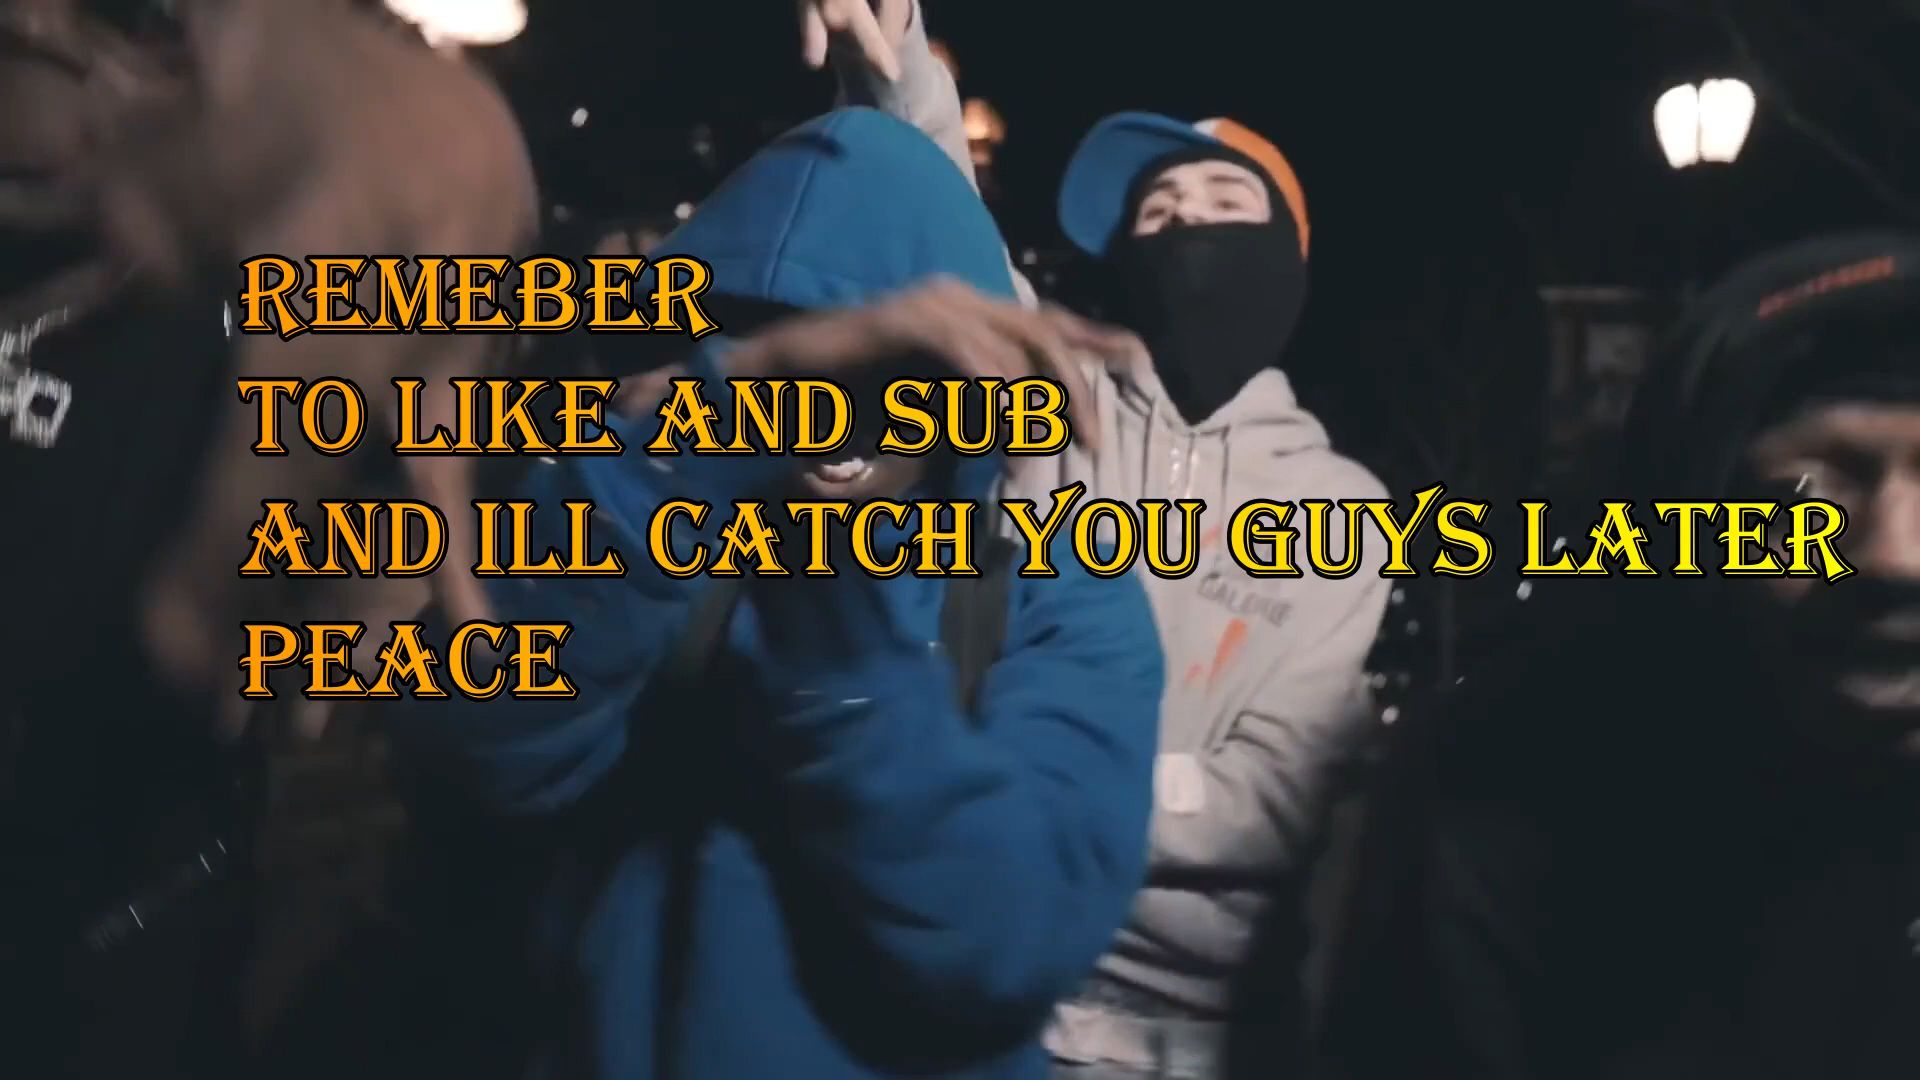 REMEBER
TO LIKE AND SUB
AND ILL CATCH YOU GUYS LATER
PEACE